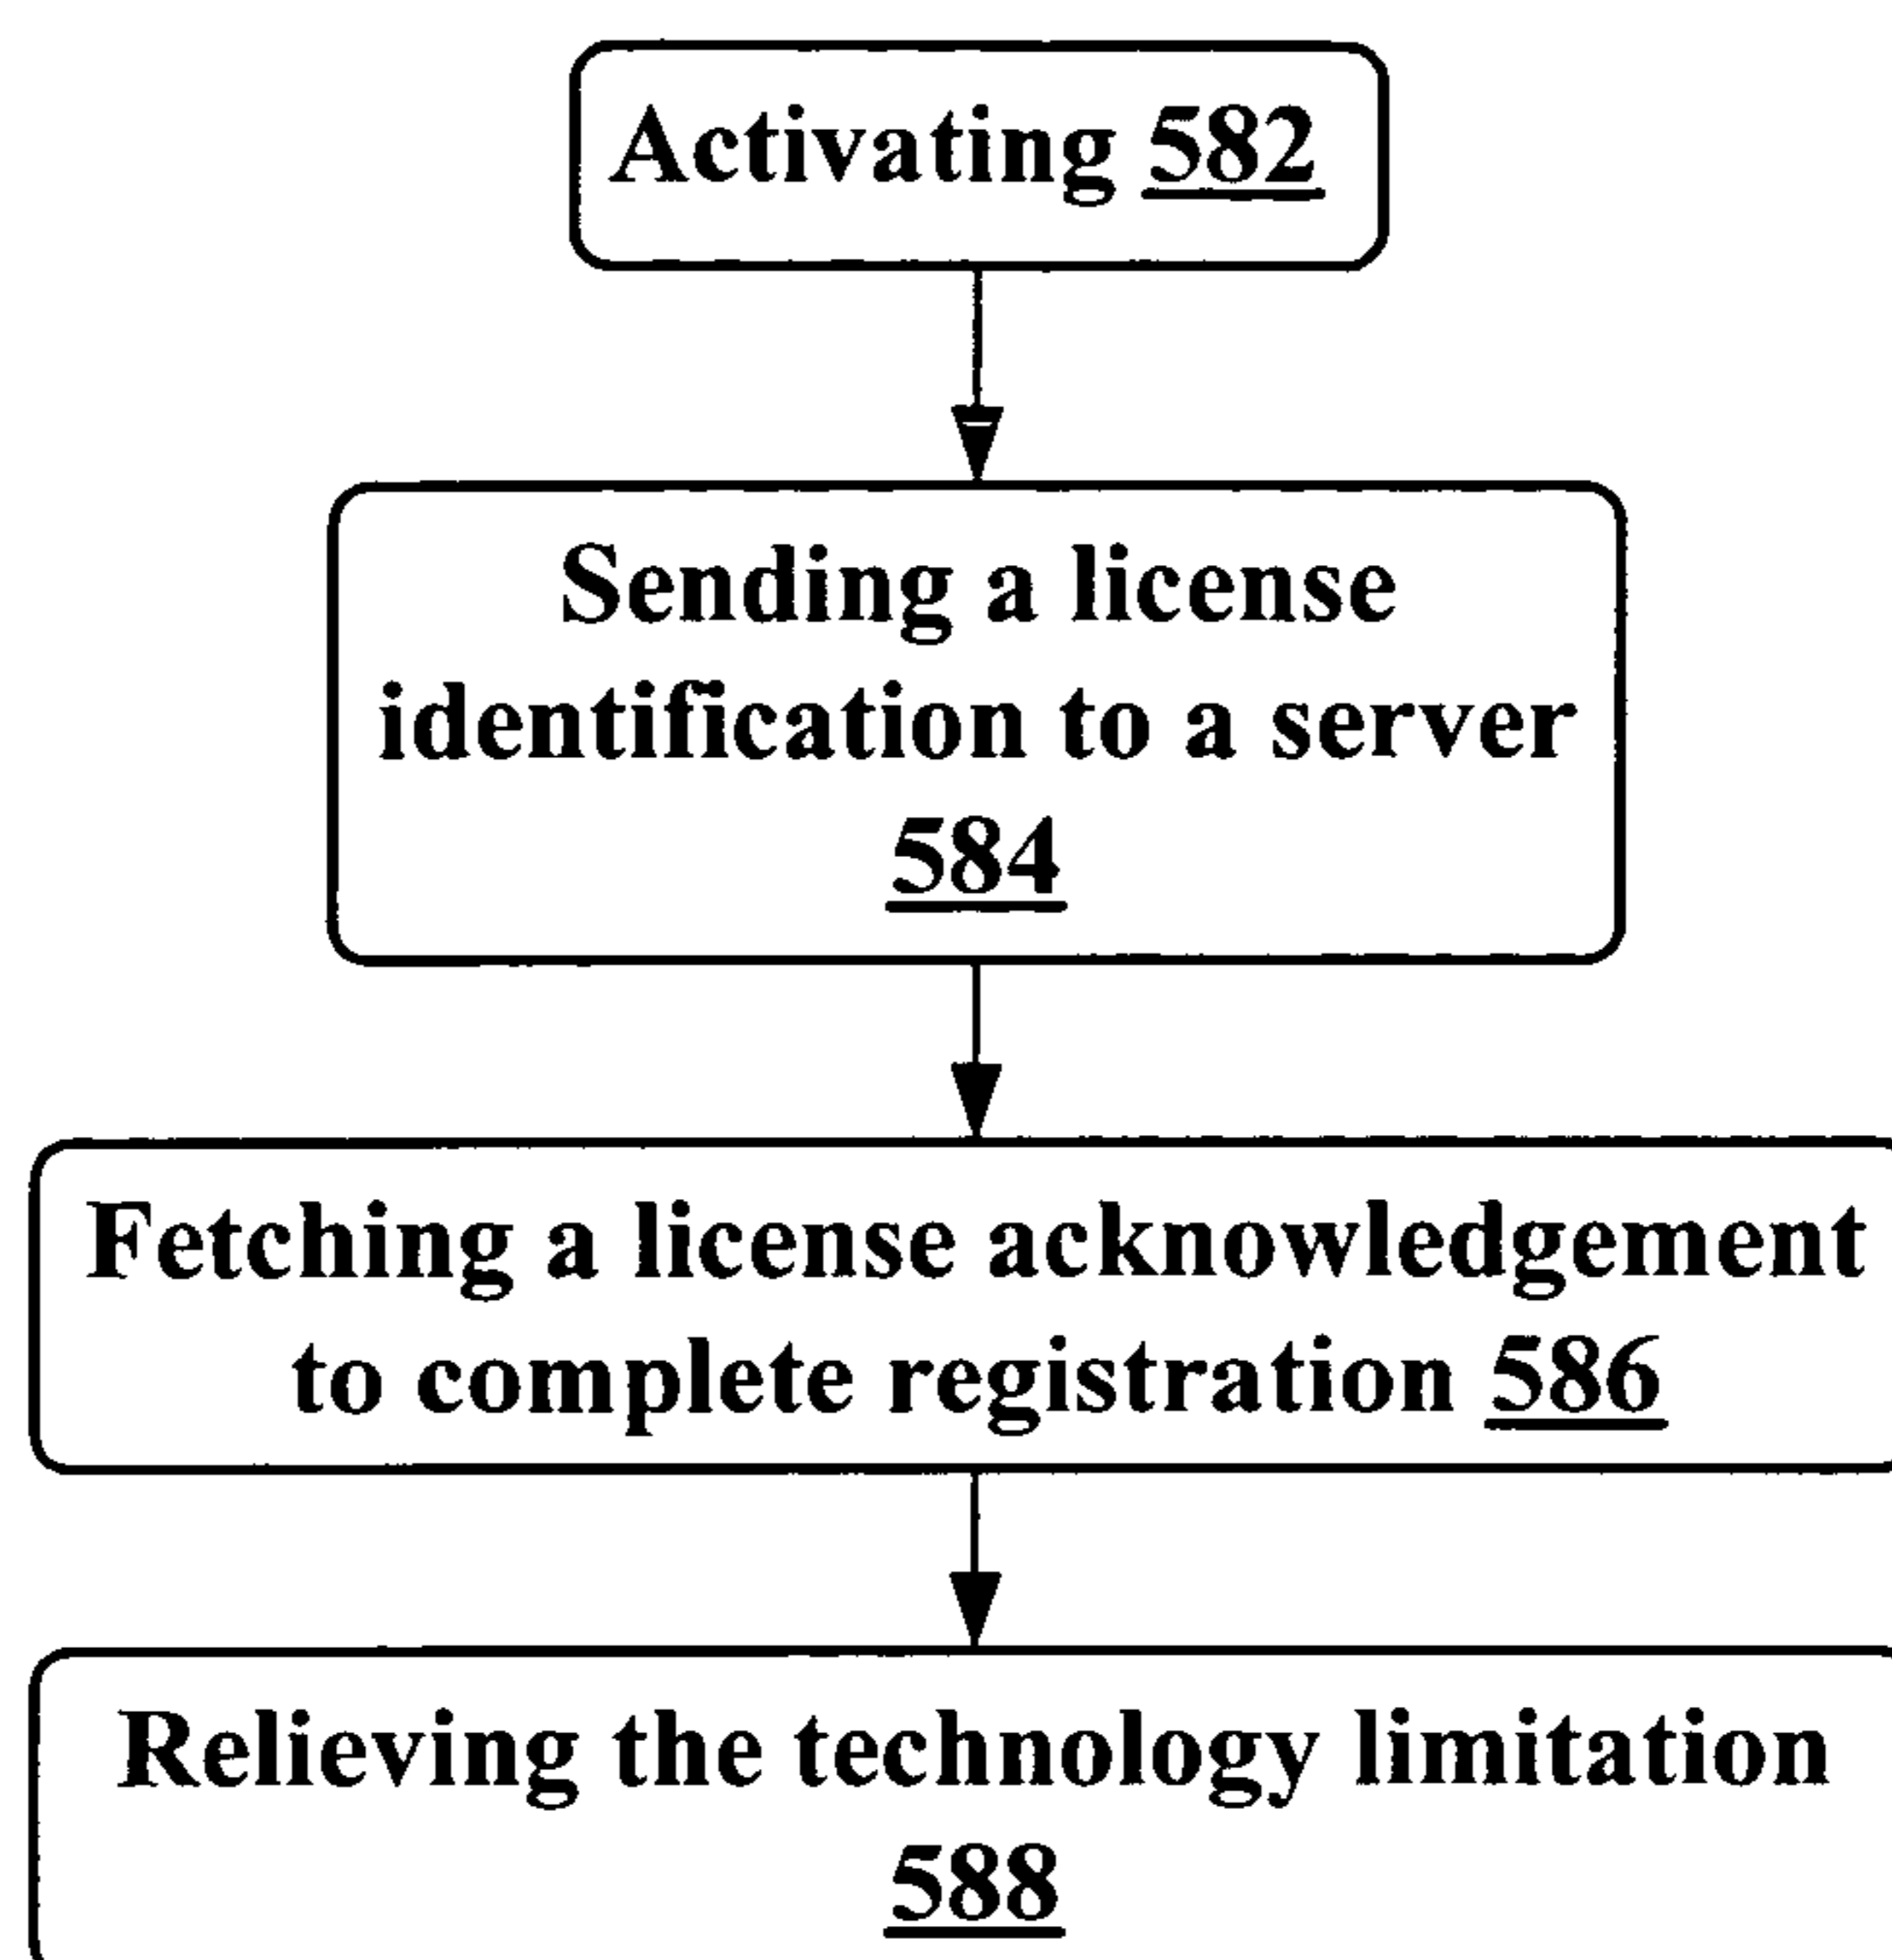 Activating 582
Sending a license
identification to a server
584
Fetching a license acknowledgement
to complete registration 586
Relieving the technology limitation
588